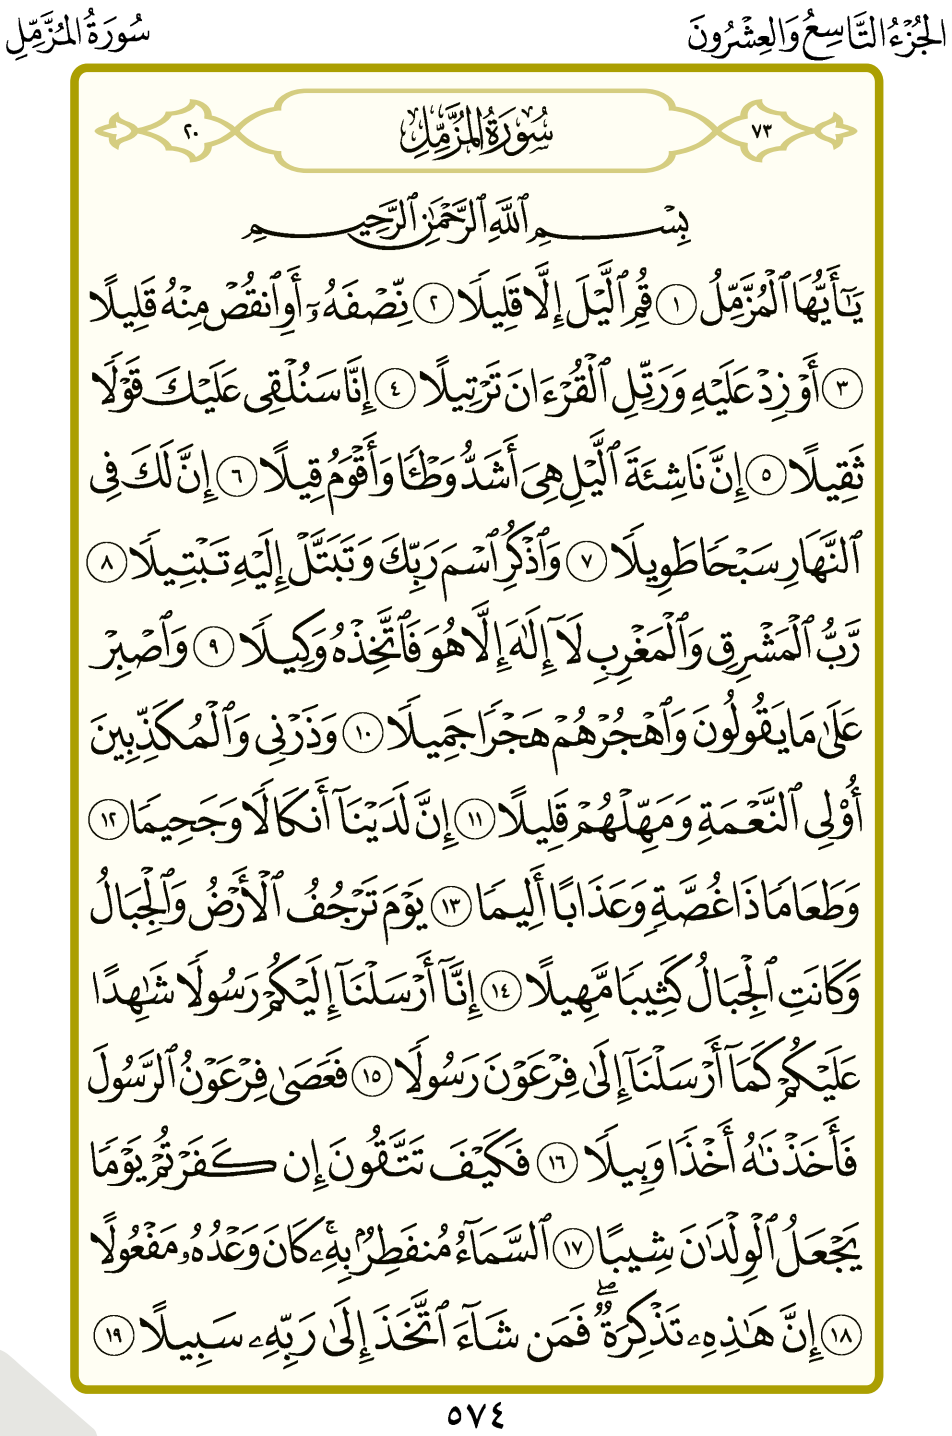 الجُزْءُ التَّاسِعُ وَالعِشْرُونَ
سُورَةُ المُزَّمِّلِ
٧٣
سُورَةُ المُزَّمِّلِ
٢٠
بِسْمِ ٱللَّهِ ٱلرَّحْمَٰنِ ٱلرَّحِيمِ
يَٰٓأَيُّهَا ٱلْمُزَّمِّلُ ١ قُمِ ٱلَّيْلَ إِلَّا قَلِيلًا ٢ نِّصْفَهُۥٓ أَوِ ٱنقُصْ مِنْهُ قَلِيلًا
٣ أَوْ زِدْ عَلَيْهِ وَرَتِّلِ ٱلْقُرْءَانَ تَرْتِيلًا ٤ إِنَّا سَنُلْقِى عَلَيْكَ قَوْلًا
ثَقِيلًا ٥ إِنَّ نَاشِئَةَ ٱلَّيْلِ هِىَ أَشَدُّ وَطْـًٔا وَأَقْوَمُ قِيلًا ٦ إِنَّ لَكَ فِى
ٱلنَّهَارِ سَبْحًا طَوِيلًا ٧ وَٱذْكُرِ ٱسْمَ رَبِّكَ وَتَبَتَّلْ إِلَيْهِ تَبْتِيلًا ٨
رَّبُّ ٱلْمَشْرِقِ وَٱلْمَغْرِبِ لَآ إِلَٰهَ إِلَّا هُوَ فَٱتَّخِذْهُ وَكِيلًا ٩ وَٱصْبِرْ
عَلَىٰ مَا يَقُولُونَ وَٱهْجُرْهُمْ هَجْرًا جَمِيلًا ١٠ وَذَرْنِى وَٱلْمُكَذِّبِينَ
أُو۟لِى ٱلنَّعْمَةِ وَمَهِّلْهُمْ قَلِيلًا ١١ إِنَّ لَدَيْنَآ أَنكَالًا وَجَحِيمًا ١٢
وَطَعَامًا ذَا غُصَّةٍ وَعَذَابًا أَلِيمًا ١٣ يَوْمَ تَرْجُفُ ٱلْأَرْضُ وَٱلْجِبَالُ
وَكَانَتِ ٱلْجِبَالُ كَثِيبًا مَّهِيلًا ١٤ إِنَّآ أَرْسَلْنَآ إِلَيْكُمْ رَسُولًا شَٰهِدًا
عَلَيْكُمْ كَمَآ أَرْسَلْنَآ إِلَىٰ فِرْعَوْنَ رَسُولًا ١٥ فَعَصَىٰ فِرْعَوْنُ ٱلرَّسُولَ
فَأَخَذْنَٰهُ أَخْذًا وَبِيلًا ١٦ فَكَيْفَ تَتَّقُونَ إِن كَفَرْتُمْ يَوْمًا
يَجْعَلُ ٱلْوِلْدَٰنَ شِيبًا ١٧ ٱلسَّمَآءُ مُنفَطِرٌۢ بِهِۦ ۚ كَانَ وَعْدُهُۥ مَفْعُولًا
١٨ إِنَّ هَٰذِهِۦ تَذْكِرَةٌ ۖ فَمَن شَآءَ ٱتَّخَذَ إِلَىٰ رَبِّهِۦ سَبِيلًا ١٩
٥٧٤